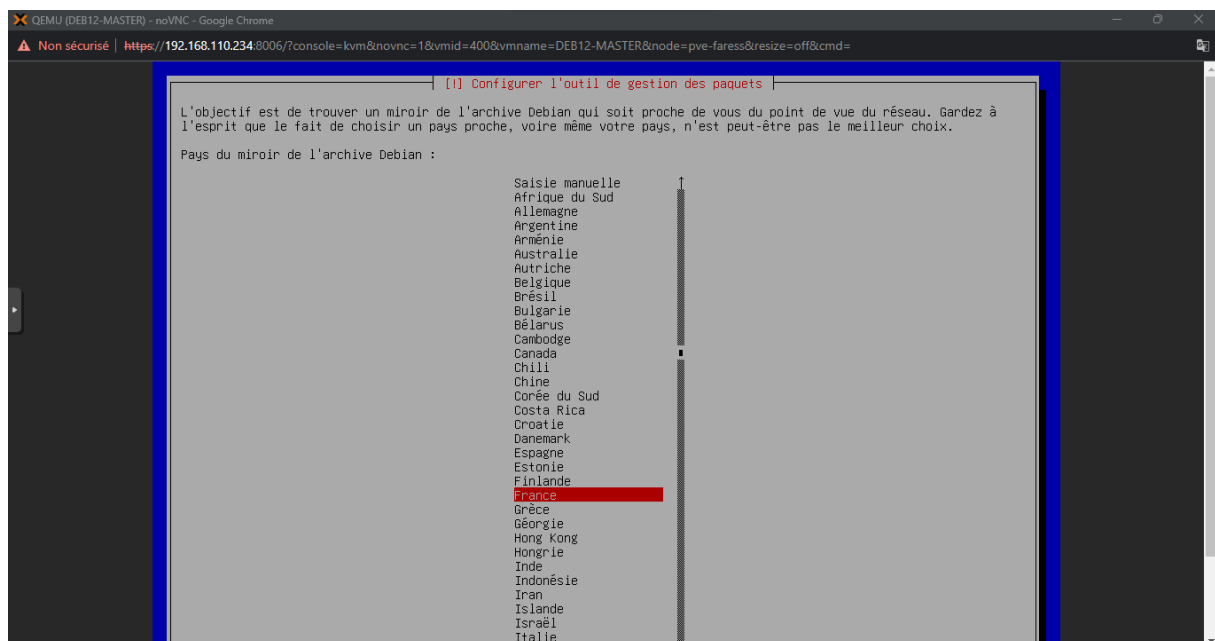 QEMU (DEB12-MASTER) - noVNC - Google Chrome
Non sécurisé | https://192.168.110.234:8006/?console=kvm&novnc=1&vmid=400&vmname=DEB12-MASTER&node=pve-faress&resize=off&cmd=
[!] Configurer l'outil de gestion des paquets
L'objectif est de trouver un miroir de l'archive Debian qui soit proche de vous du point de vue du réseau. Gardez à
l'esprit que le fait de choisir un pays proche, voire même votre pays, n'est peut-être pas le meilleur choix.
Pays du miroir de l'archive Debian :
Saisie manuelle
Afrique du Sud
Allemagne
Argentine
Arménie
Australie
Autriche
Belgique
Brésil
Bulgarie
Bélarus
Cambodge
Canada
Chili
Chine
Corée du Sud
Costa Rica
Croatie
Danemark
Espagne
Estonie
Finlande
France
Grèce
Géorgie
Hong Kong
Hongrie
Inde
Indonésie
Iran
Islande
Israël
Italie